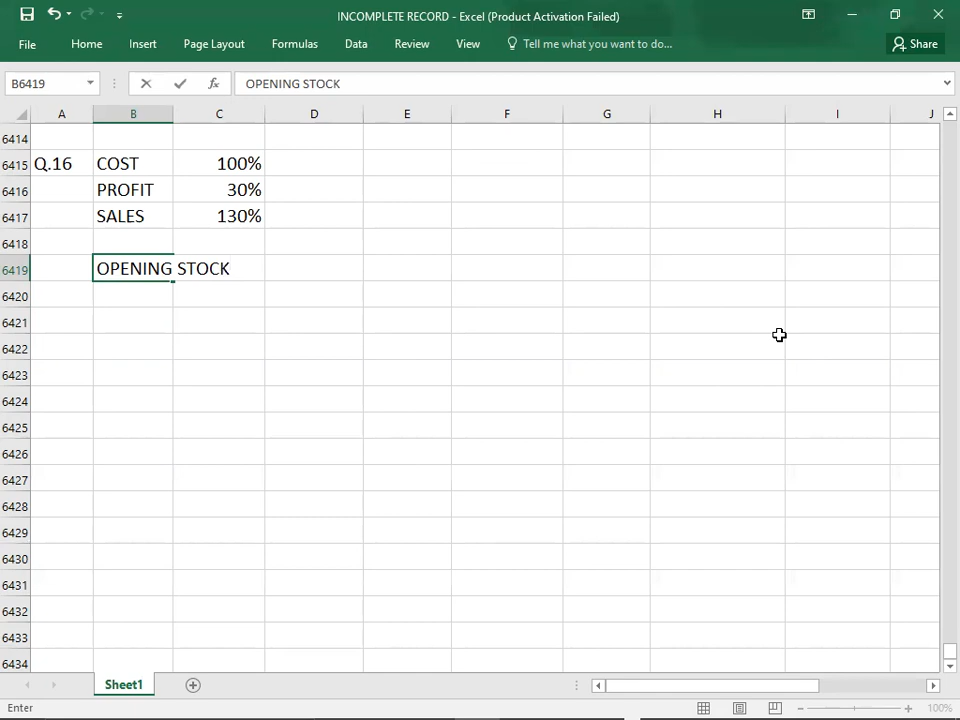 INCOMPLETE RECORD - Excel (Product Activation Failed)
File Home Insert Page Layout Formulas Data Review View Tell me what you want to do... Share
B6419 fx OPENING STOCK
A B C D E F G H I J
6414
6415 Q.16 COST 100%
6416 PROFIT 30%
6417 SALES 130%
6418
6419 OPENING STOCK
6420
6421
6422
6423
6424
6425
6426
6427
6428
6429
6430
6431
6432
6433
6434
Sheet1
Enter 100%